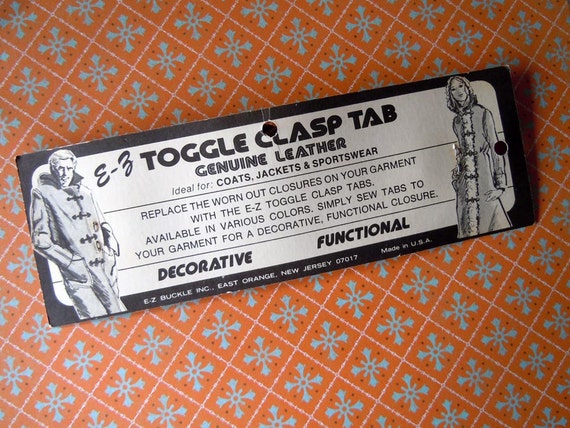 E-Z TOGGLE CLASP TAB
GENUINE LEATHER
Ideal for: COATS, JACKETS & SPORTSWEAR
REPLACE THE WORN OUT CLOSURES ON YOUR GARMENT
WITH THE E-Z TOGGLE CLASP TABS.
AVAILABLE IN VARIOUS COLORS. SIMPLY SEW TABS TO
YOUR GARMENT FOR A DECORATIVE, FUNCTIONAL CLOSURE.
DECORATIVE FUNCTIONAL
E-Z BUCKLE INC., EAST ORANGE, NEW JERSEY 07017 Made in U.S.A.